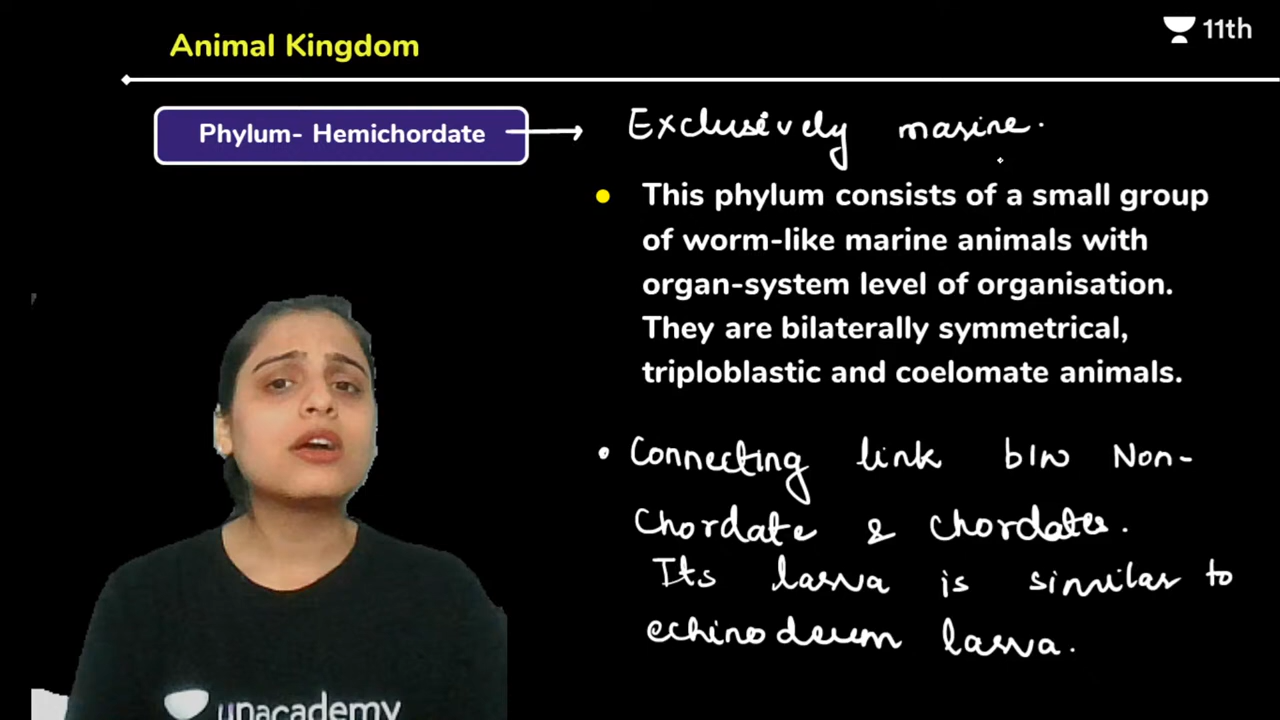 Animal Kingdom
11th
Phylum- Hemichordate
Exclusively marine.
This phylum consists of a small group
of worm-like marine animals with
organ-system level of organisation.
They are bilaterally symmetrical,
triploblastic and coelomate animals.
• Connecting link b/w Non-
Chordate & chordates.
Its larva is similar to
echinoderm larva.
unacademy